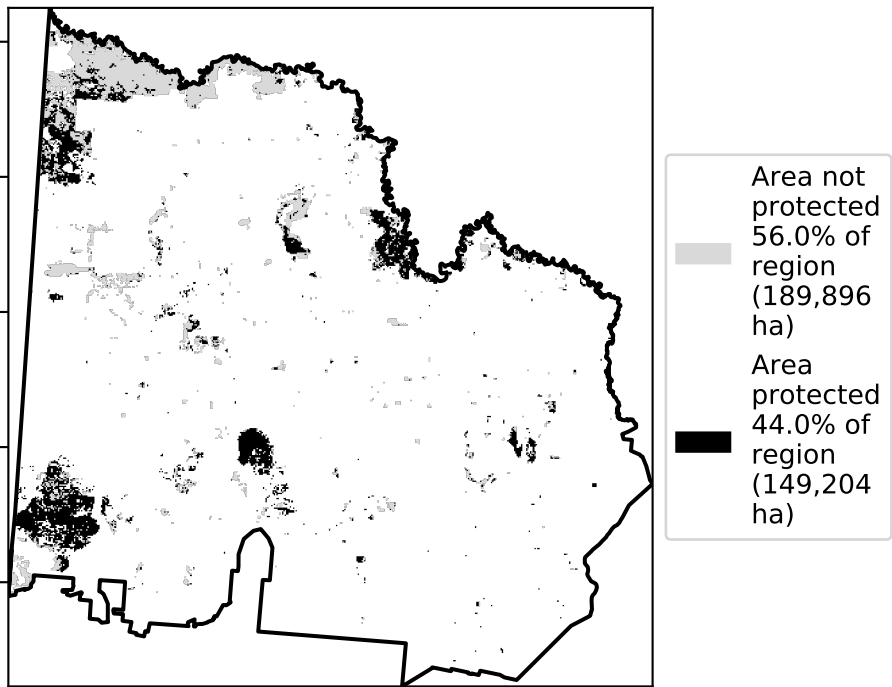 Area not
protected
56.0% of
region
(189,896
ha)
Area
protected
44.0% of
region
(149,204
ha)